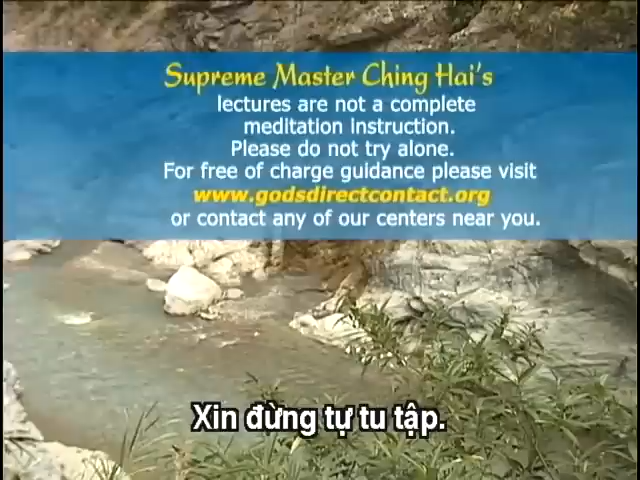 Supreme Master Ching Hai's
lectures are not a complete
meditation instruction.
Please do not try alone.
For free of charge guidance please visit
www.godsdirectcontact.org
or contact any of our centers near you.
Xin đừng tự tu tập.